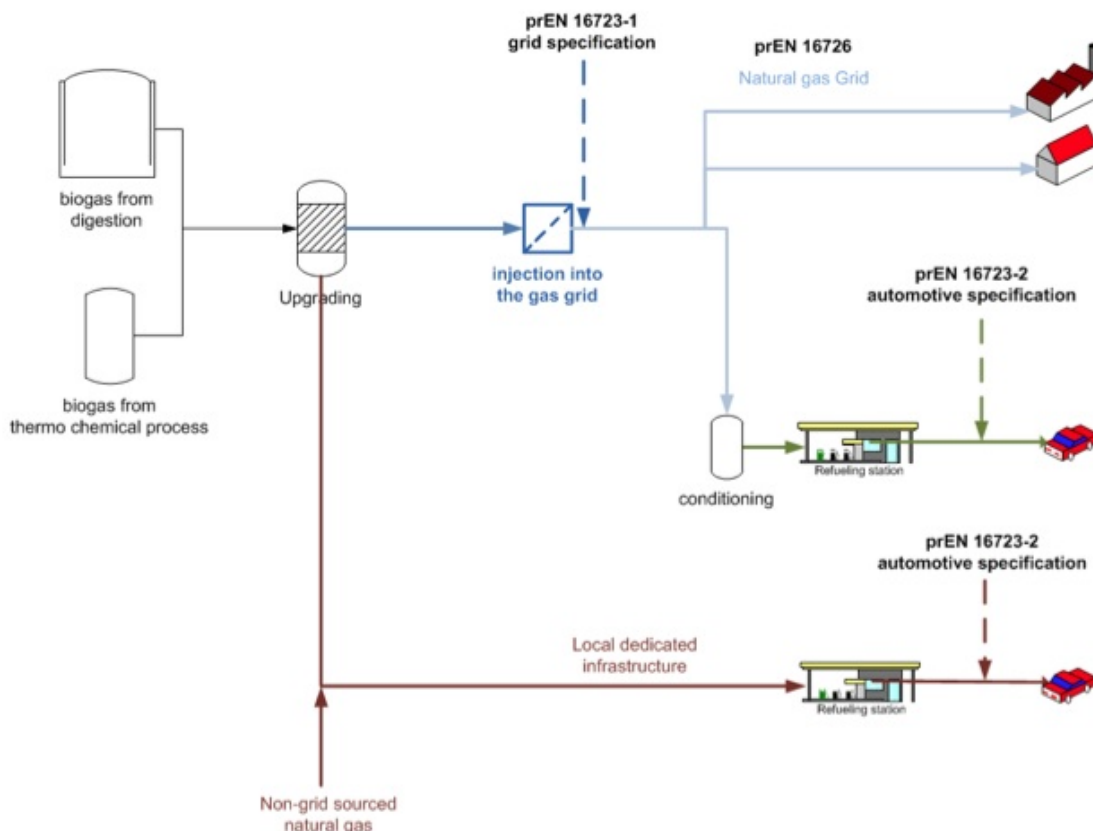 prEN 16723-1
grid specification
prEN 16726
Natural gas Grid
biogas from
digestion
Upgrading
injection into
the gas grid
prEN 16723-2
automotive specification
biogas from
thermo chemical process
Refueling station
conditioning
prEN 16723-2
automotive specification
Local dedicated
infrastructure
Refueling station
Non-grid sourced
natural gas